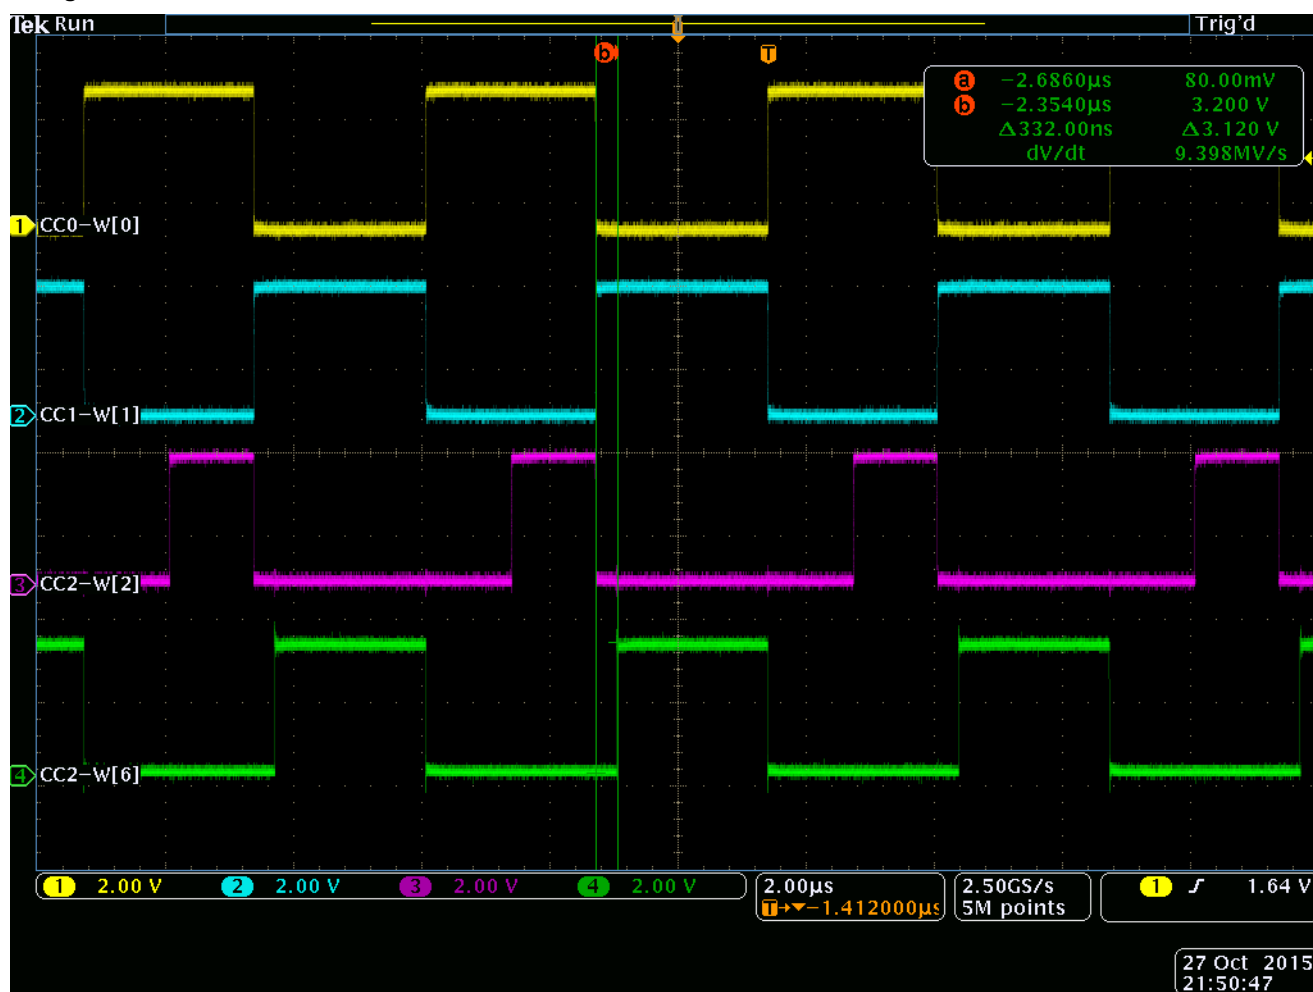 Tek Run Trig'd
T
b T
a −2.6860μs 80.00mV
b −2.3540μs 3.200 V
Δ332.00ns Δ3.120 V
dV/dt 9.398MV/s
1 CC0−W[0]
2 CC1−W[1]
3 CC2−W[2]
4 CC2−W[6]
1 2.00 V 2 2.00 V 3 2.00 V 4 2.00 V 2.00μs 2.50GS/s 1 1.64 V
T→▼−1.412000μs 5M points
27 Oct 2015
21:50:47